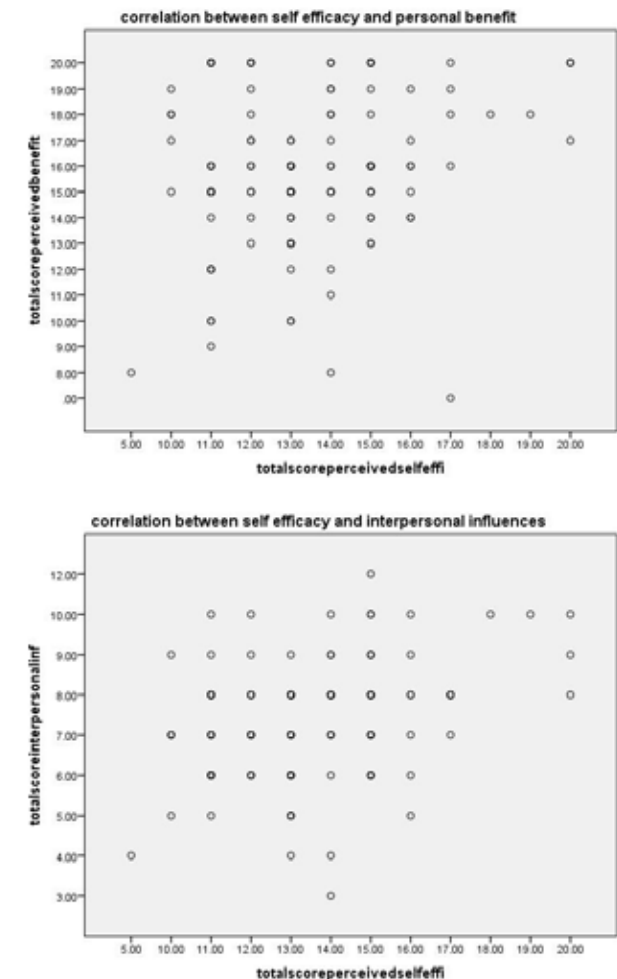 correlation between self efficacy and personal benefit
totalscoreperceivedbenefit
20.00
19.00
18.00
17.00
16.00
15.00
14.00
13.00
12.00
11.00
10.00
9.00
8.00
.00
5.00 10.00 11.00 12.00 13.00 14.00 15.00 16.00 17.00 18.00 19.00 20.00
totalscoreperceivedselfeffi
correlation between self efficacy and interpersonal influences
totalscoreinterpersonalinf
12.00
10.00
9.00
8.00
7.00
6.00
5.00
4.00
3.00
5.00 10.00 11.00 12.00 13.00 14.00 15.00 16.00 17.00 18.00 19.00 20.00
totalscoreperceivedselfeffi